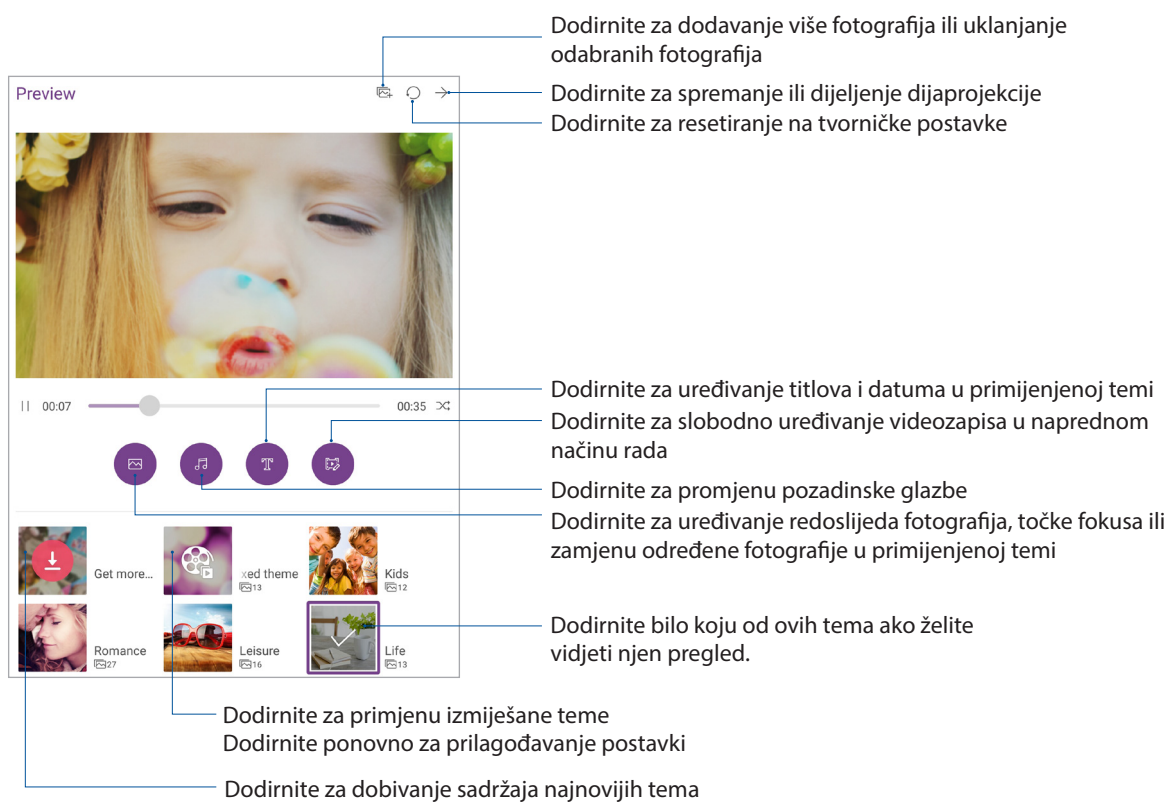 Dodirnite za dodavanje više fotografija ili uklanjanje
odabranih fotografija
Preview
Dodirnite za spremanje ili dijeljenje dijaprojekcije
Dodirnite za resetiranje na tvorničke postavke
00:07
00:35
Dodirnite za uređivanje titlova i datuma u primijenjenoj temi
Dodirnite za slobodno uređivanje videozapisa u naprednom
načinu rada
T
Dodirnite za promjenu pozadinske glazbe
Dodirnite za uređivanje redoslijeda fotografija, točke fokusa ili
zamjenu određene fotografije u primijenjenoj temi
Get more...
xed theme
13
Kids
12
Romance
27
Leisure
16
Life
13
Dodirnite bilo koju od ovih tema ako želite
vidjeti njen pregled.
Dodirnite za primjenu izmiješane teme
Dodirnite ponovno za prilagođavanje postavki
Dodirnite za dobivanje sadržaja najnovijih tema